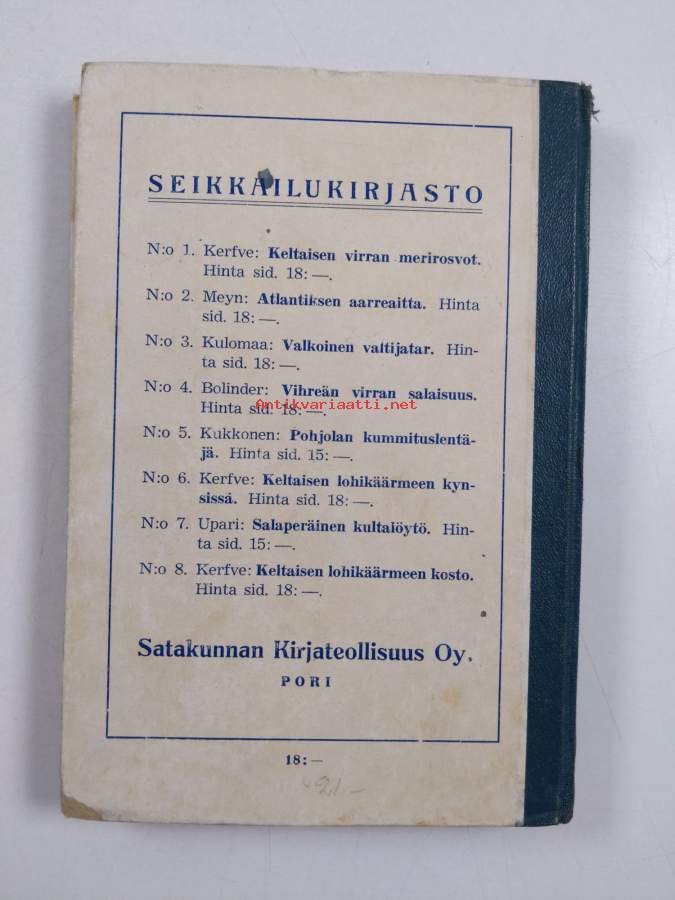 SEIKKAILUKIRJASTO
N:o 1. Kerfve: Keltaisen virran merirosvot.
Hinta sid. 18: —.
N:o 2. Meyn: Atlantiksen aarreaitta. Hinta
sid. 18: —.
N:o 3. Kulomaa: Valkoinen valtijatar. Hin-
ta sid. 18: —.
N:o 4. Bolinder: Vihreän virran salaisuus.
Hinta sid. 18: —.
Antikvariaatti.net
N:o 5. Kukkonen: Pohjolan kummituslentä-
jä. Hinta sid. 15: —.
N:o 6. Kerfve: Keltaisen lohikäärmeen kyn-
sissä. Hinta sid. 18: —.
N:o 7. Upari: Salaperäinen kultalöytö. Hin-
ta sid. 15: —.
N:o 8. Kerfve: Keltaisen lohikäärmeen kosto.
Hinta sid. 18: —.
Satakunnan Kirjateollisuus Oy.
PORI
18: —
21.—